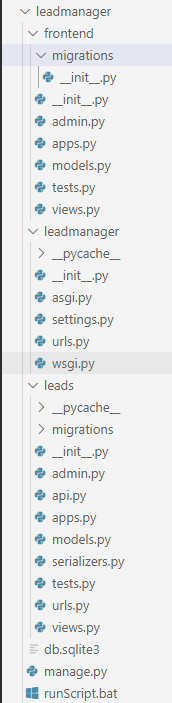 leadmanager
frontend
migrations
__init__.py
__init__.py
admin.py
apps.py
models.py
tests.py
views.py
leadmanager
__pycache__
__init__.py
asgi.py
settings.py
urls.py
wsgi.py
leads
__pycache__
migrations
__init__.py
admin.py
api.py
apps.py
models.py
serializers.py
tests.py
urls.py
views.py
db.sqlite3
manage.py
runScript.bat